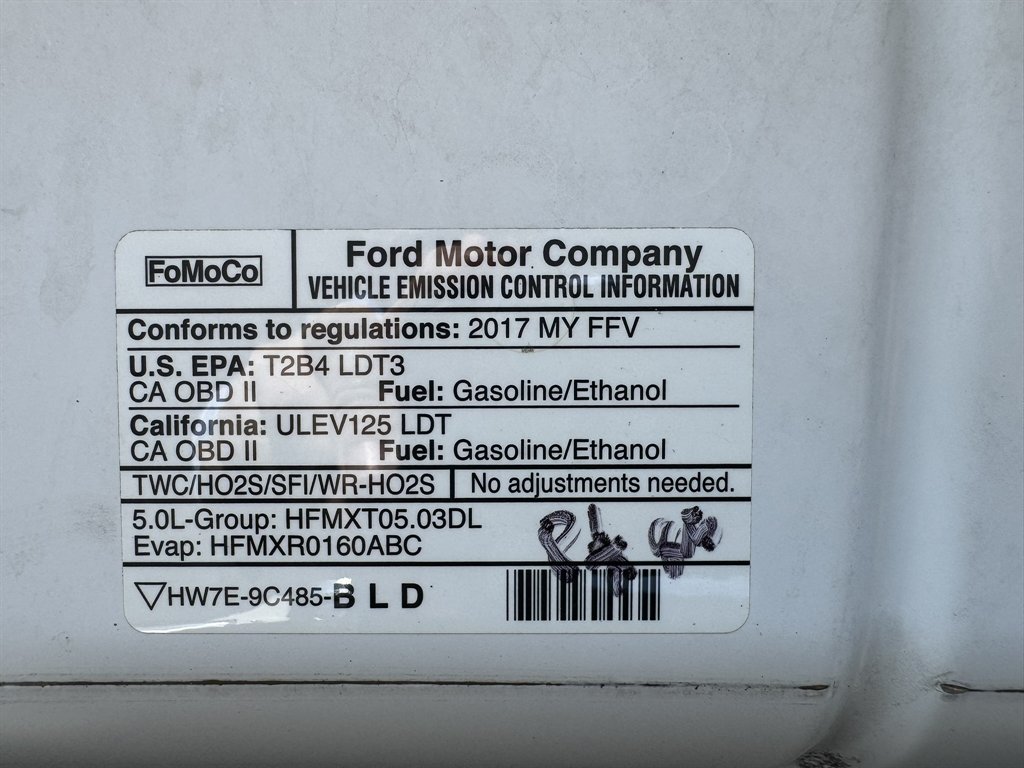 FoMoCo
Ford Motor Company
VEHICLE EMISSION CONTROL INFORMATION
Conforms to regulations: 2017 MY FFV
U.S. EPA: T2B4 LDT3
CA OBD II Fuel: Gasoline/Ethanol
California: ULEV125 LDT
CA OBD II Fuel: Gasoline/Ethanol
TWC/HO2S/SFI/WR-HO2S No adjustments needed.
5.0L-Group: HFMXT05.03DL
Evap: HFMXR0160ABC
HW7E-9C485-B L D